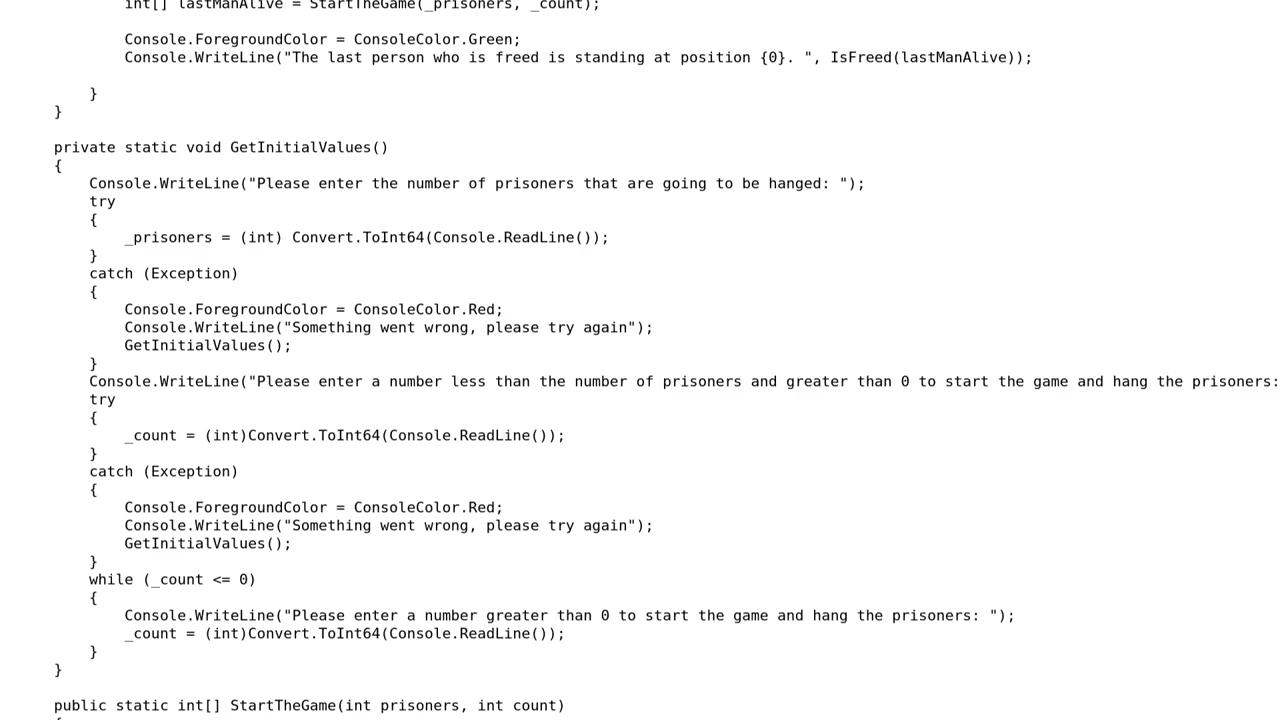 int[] lastManAlive = StartTheGame(_prisoners, _count);
Console.ForegroundColor = ConsoleColor.Green;
Console.WriteLine("The last person who is freed is standing at position {0}. ", IsFreed(lastManAlive));
}
}
private static void GetInitialValues()
{
Console.WriteLine("Please enter the number of prisoners that are going to be hanged: ");
try
{
_prisoners = (int) Convert.ToInt64(Console.ReadLine());
}
catch (Exception)
{
Console.ForegroundColor = ConsoleColor.Red;
Console.WriteLine("Something went wrong, please try again");
GetInitialValues();
}
Console.WriteLine("Please enter a number less than the number of prisoners and greater than 0 to start the game and hang the prisoners:
try
{
_count = (int)Convert.ToInt64(Console.ReadLine());
}
catch (Exception)
{
Console.ForegroundColor = ConsoleColor.Red;
Console.WriteLine("Something went wrong, please try again");
GetInitialValues();
}
while (_count <= 0)
{
Console.WriteLine("Please enter a number greater than 0 to start the game and hang the prisoners: ");
_count = (int)Convert.ToInt64(Console.ReadLine());
}
}
public static int[] StartTheGame(int prisoners, int count)
{